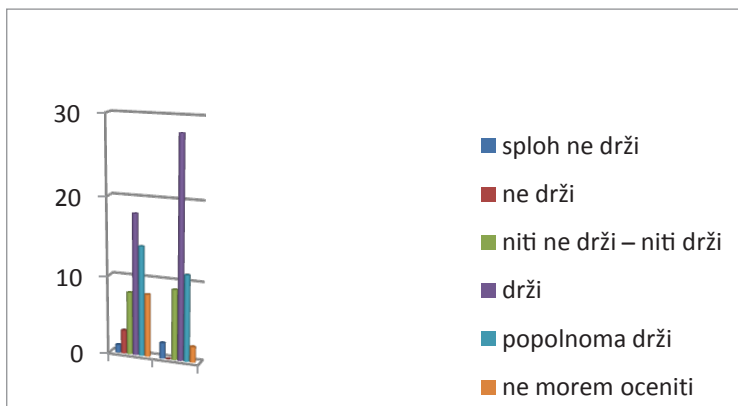 30
20
10
0
sploh ne drži
ne drži
niti ne drži – niti drži
drži
popolnoma drži
ne morem oceniti